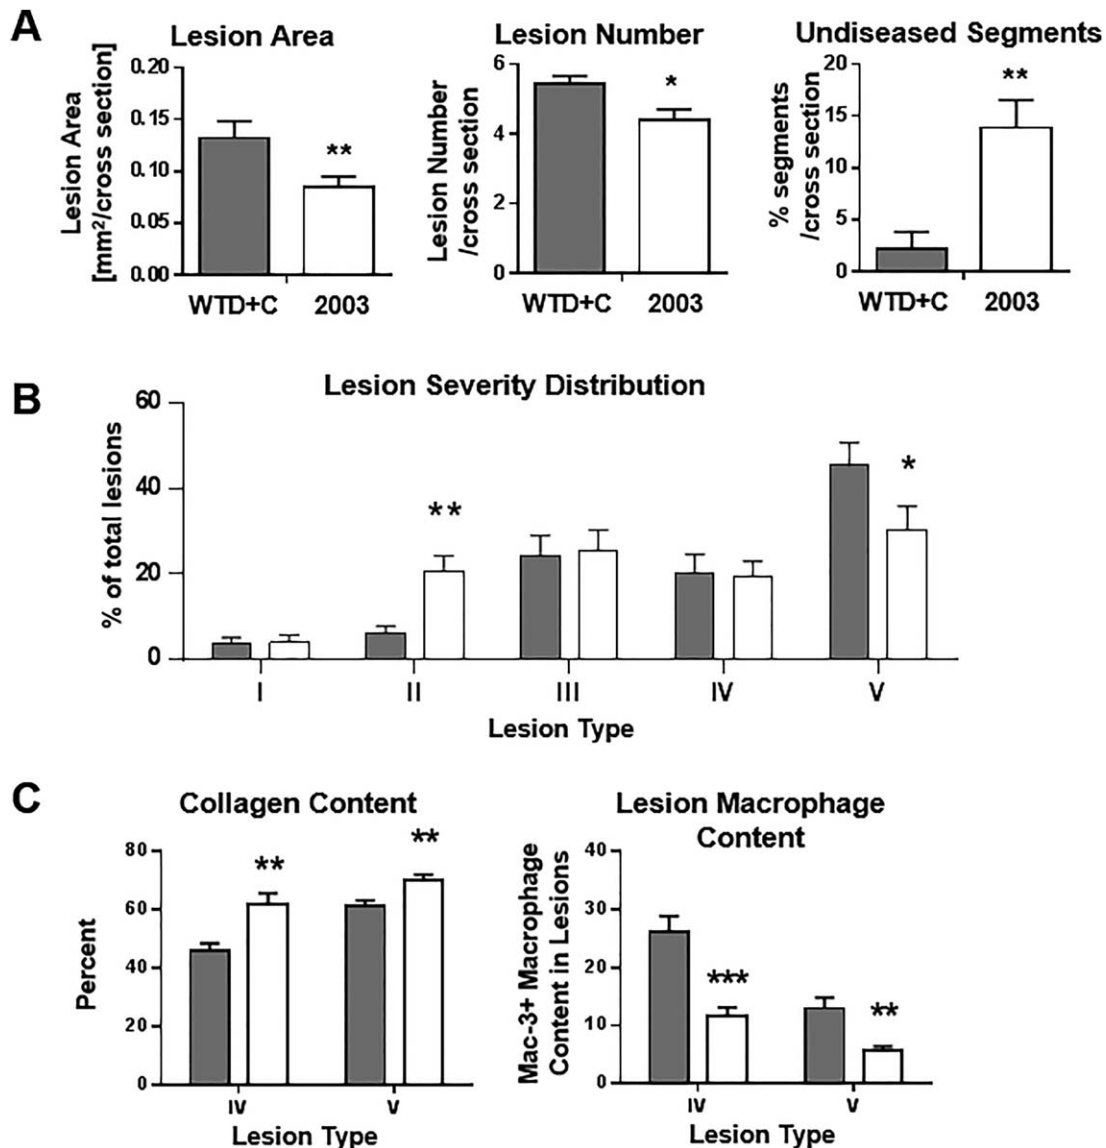 A
Lesion Area
Lesion Area
[mm²/cross section]
0.20
0.15
0.10
0.05
0.00
**
WTD+C 2003
Lesion Number
Lesion Number
/cross section
6
4
2
0
*
WTD+C 2003
Undiseased Segments
% segments
/cross section
20
15
10
5
0
**
WTD+C 2003
B
Lesion Severity Distribution
% of total lesions
60
40
20
0
**
*
I II III IV V
Lesion Type
C
Collagen Content
Percent
80
60
40
20
0
**
**
IV V
Lesion Type
Lesion Macrophage
Content
Mac-3+ Macrophage
Content in Lesions
40
30
20
10
0
***
**
IV V
Lesion Type